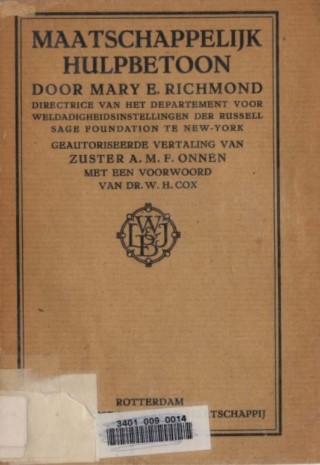 MAATSCHAPPELIJK
HULPBETOON
DOOR MARY E. RICHMOND
DIRECTRICE VAN HET DEPARTEMENT VOOR
WELDADIGHEIDSINSTELLINGEN DER RUSSELL
SAGE FOUNDATION TE NEW-YORK
GEAUTORISEERDE VERTALING VAN
ZUSTER A. M. F. ONNEN
MET EEN VOORWOORD
VAN DR. W. H. COX
ROTTERDAM
TSCHAPPIJ
3401 009 0014